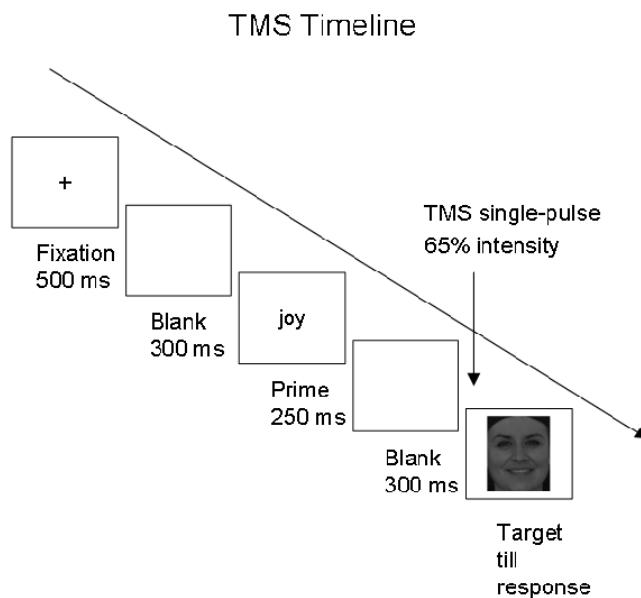 TMS Timeline
+
Fixation
500 ms
Blank
300 ms
joy
Prime
250 ms
Blank
300 ms
TMS single-pulse
65% intensity
Target
till
response